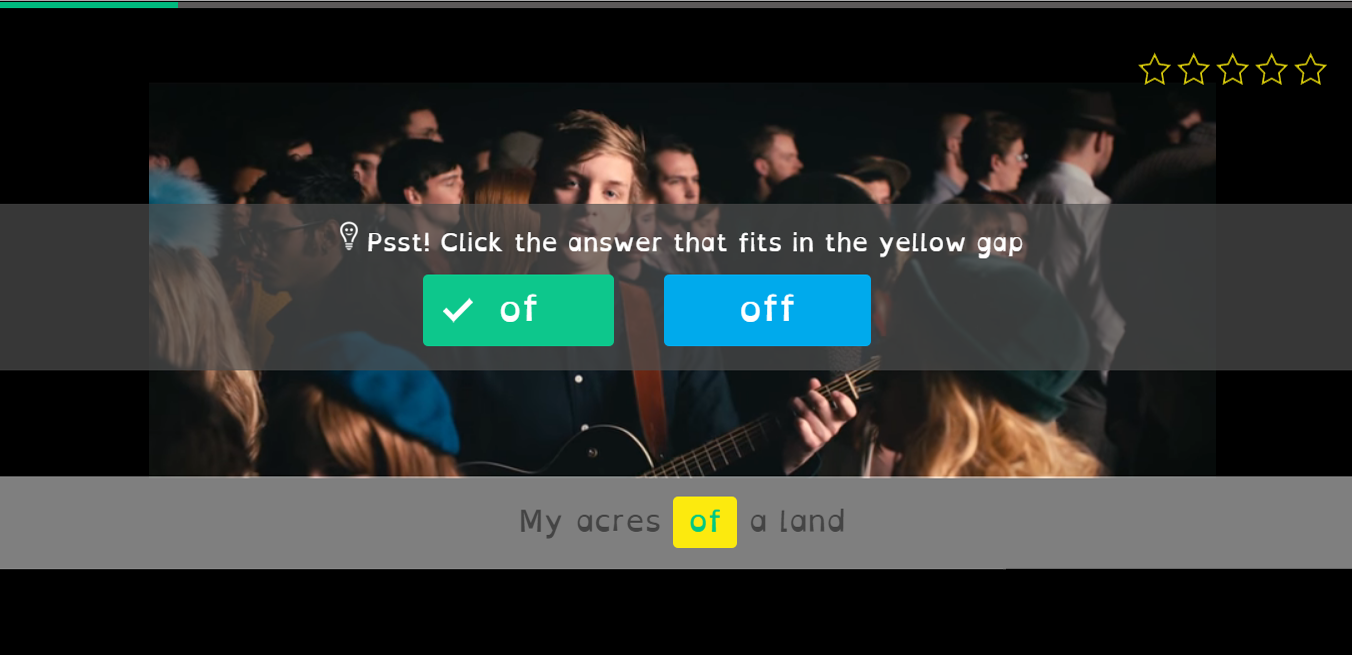 Psst! Click the answer that fits in the yellow gap
of off
My acres of a land